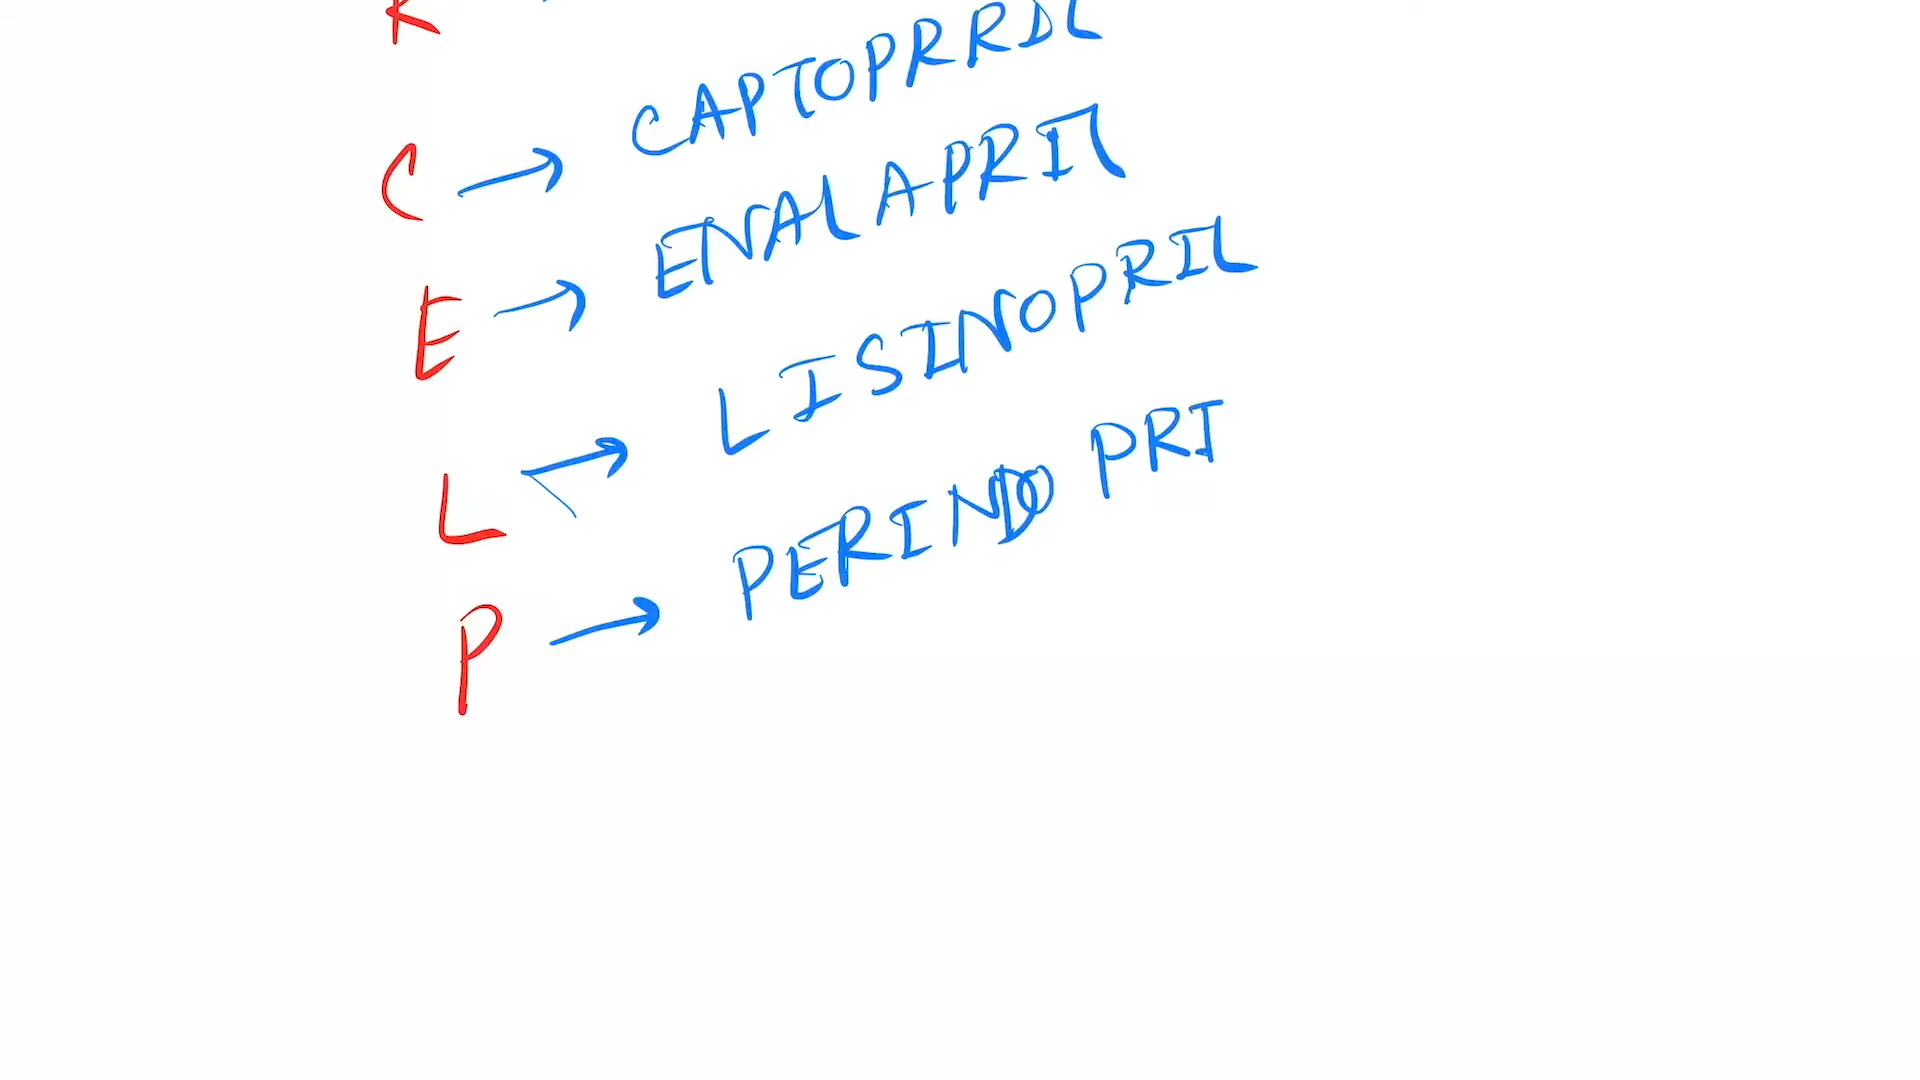 R
C → CAPTOPRRIL
E → ENALAPRIL
L → LISINOPRIL
P → PERINDO PRI